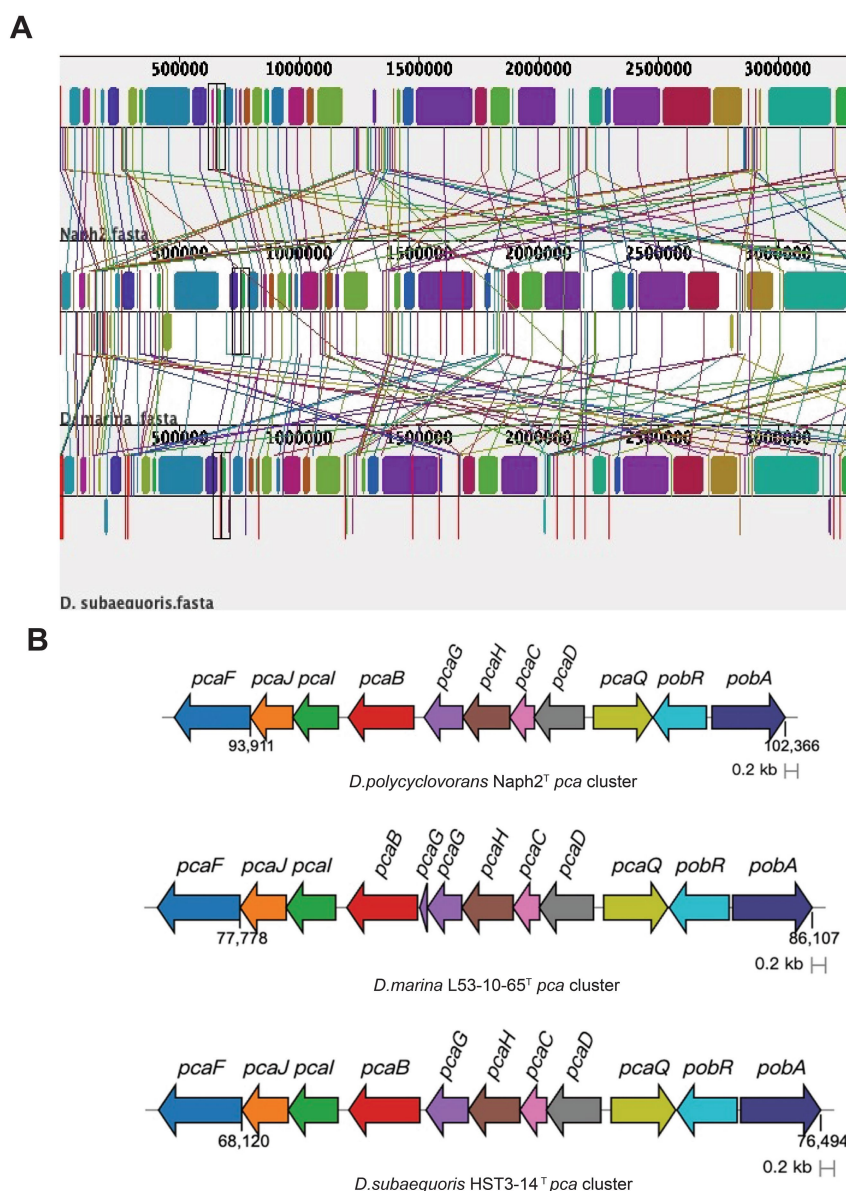 A
500000 1000000 1500000 2000000 2500000 3000000
Naph2.fasta
500000 1000000 1500000 2000000 2500000 3000000
D. marina .fasta
500000 1000000 1500000 2000000 2500000 3000000
D. subaequoris.fasta
B
pcaF pcaJ pcaI pcaB pcaG pcaH pcaC pcaD pcaQ pobR pobA
93,911 102,366
0.2 kb
D.polycyclovorans Naph2ᵀ pca cluster
pcaF pcaJ pcaI pcaB pcaG pcaG pcaH pcaC pcaD pcaQ pobR pobA
77,778 86,107
0.2 kb
D.marina L53-10-65ᵀ pca cluster
pcaF pcaJ pcaI pcaB pcaG pcaH pcaC pcaD pcaQ pobR pobA
68,120 76,494
0.2 kb
D.subaequoris HST3-14ᵀ pca cluster